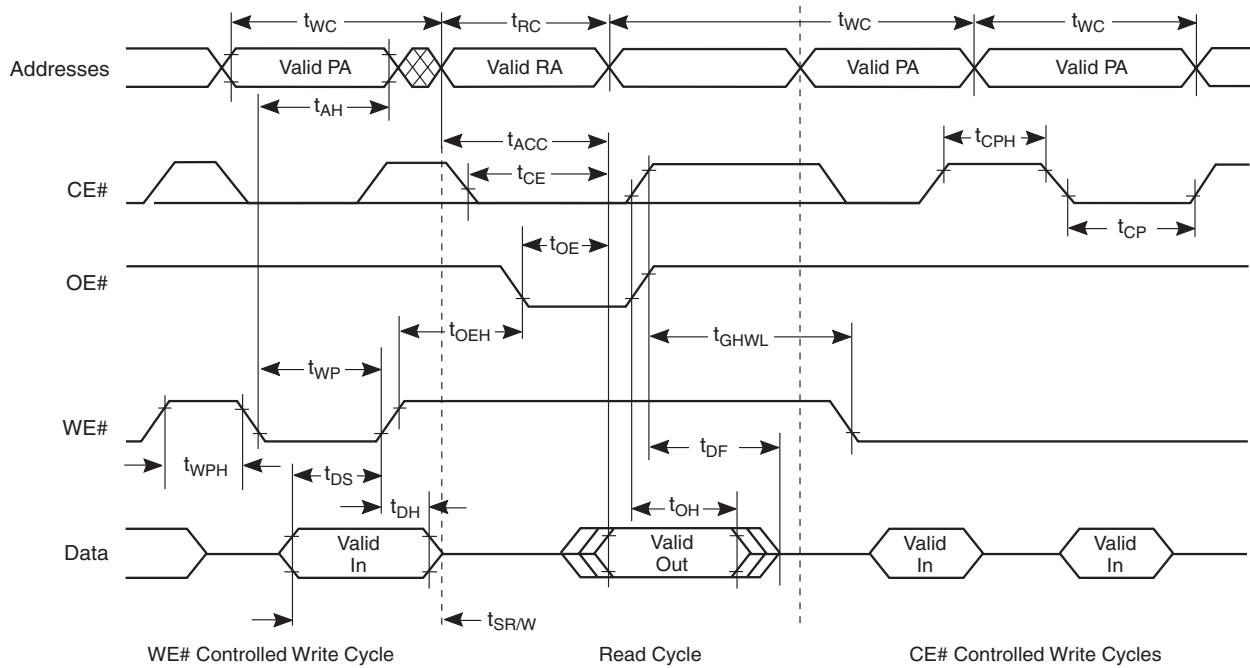 tWC tRC tWC tWC
Addresses Valid PA Valid RA Valid PA Valid PA
tAH
tACC tCPH
CE# tCE
tOE tCP
OE#
tOEH tGHWL
tWP
WE#
tWPH tDS tDF
tDH tOH
Data Valid In Valid Out Valid In Valid In
tSR/W
WE# Controlled Write Cycle Read Cycle CE# Controlled Write Cycles